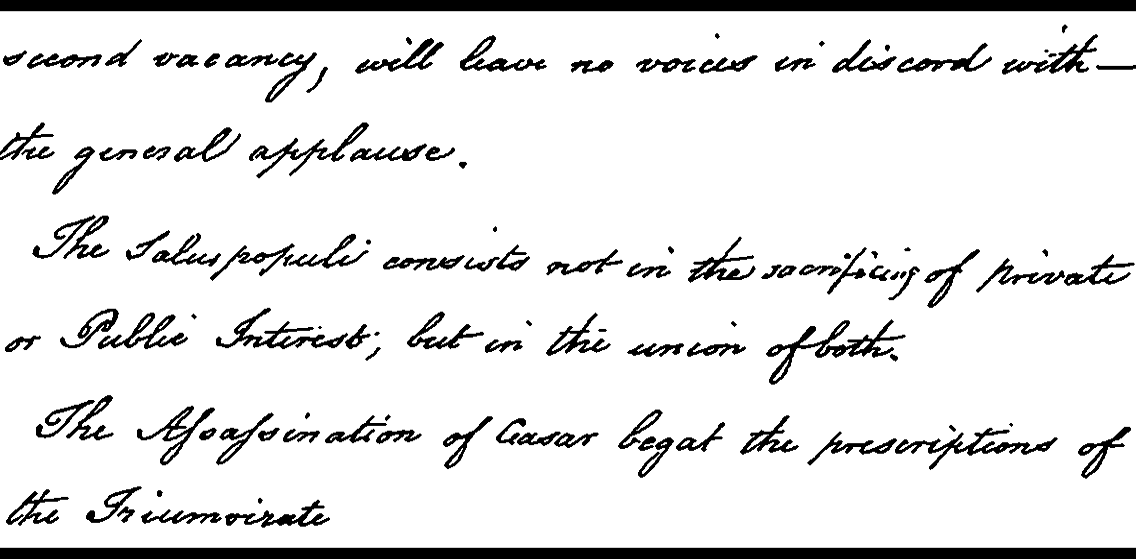 second vacancy, will leave no voices in discord with—
the general applause.
The Salus populi consists not in the sacrificing of private
or Public Interest; but in the union of both.
The Assassination of Ceasar begat the prescriptions of
the Triumvirate